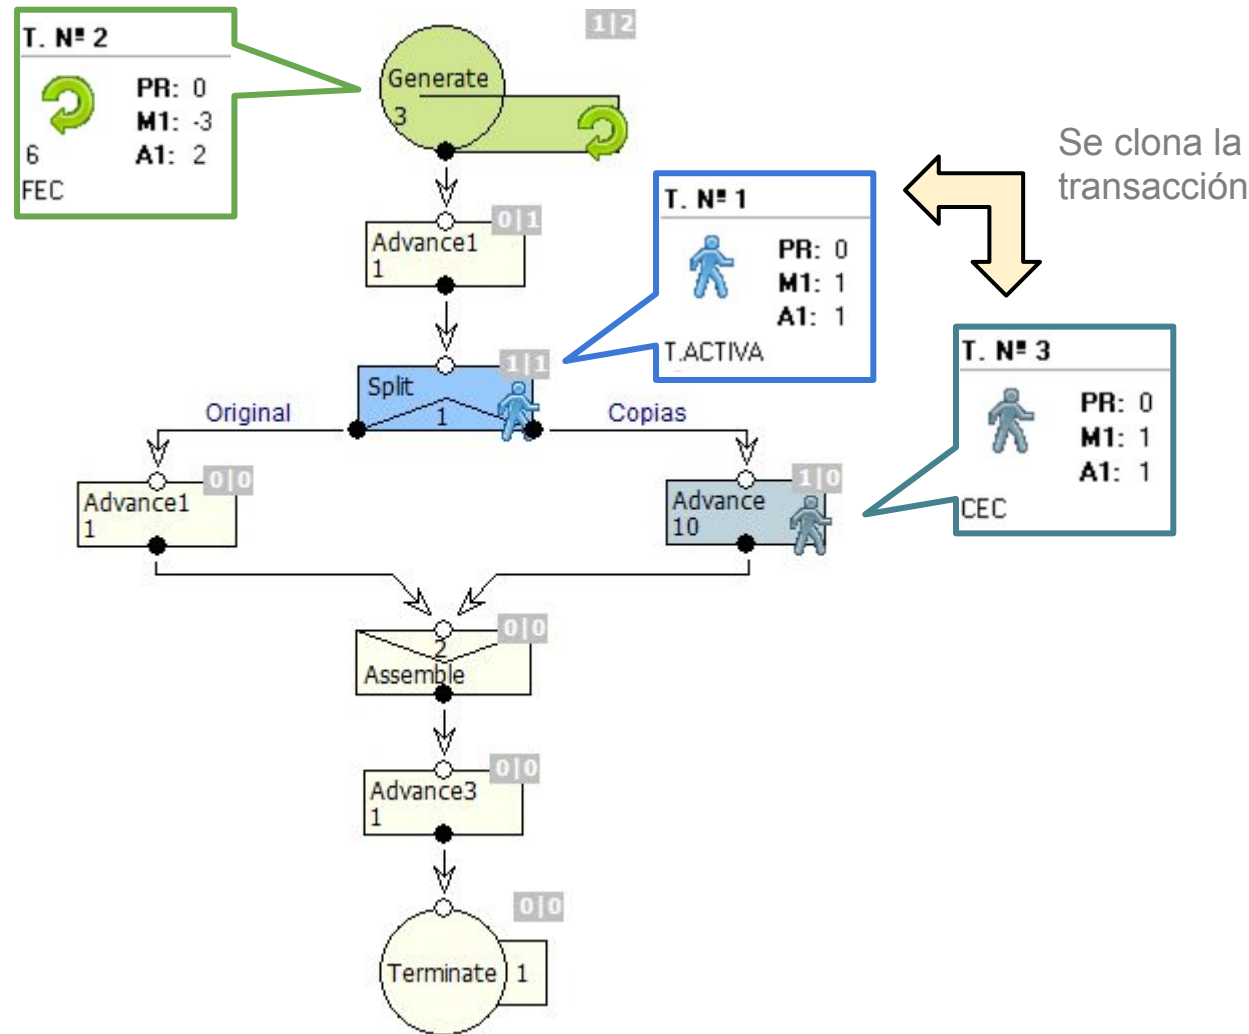 T. Nº 2
PR: 0
M1: -3
6 A1: 2
FEC
1|2
Generate
3
Se clona la
transacción
T. Nº 1
PR: 0
M1: 1
A1: 1
T.ACTIVA
0|1
Advance1
1
T. Nº 3
PR: 0
M1: 1
A1: 1
CEC
1|1
Split
1
Original
Copias
0|0
Advance1
1
1|0
Advance
10
0|0
2
Assemble
0|0
Advance3
1
0|0
Terminate 1